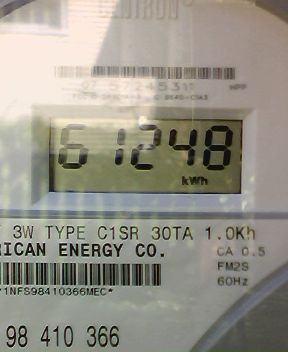 61248
kWh
3W TYPE C1SR 30TA 1.0Kh
RICAN ENERGY CO.
CA 0.5
FM2S
60Hz
*1NFS98410366MEC*
98 410 366